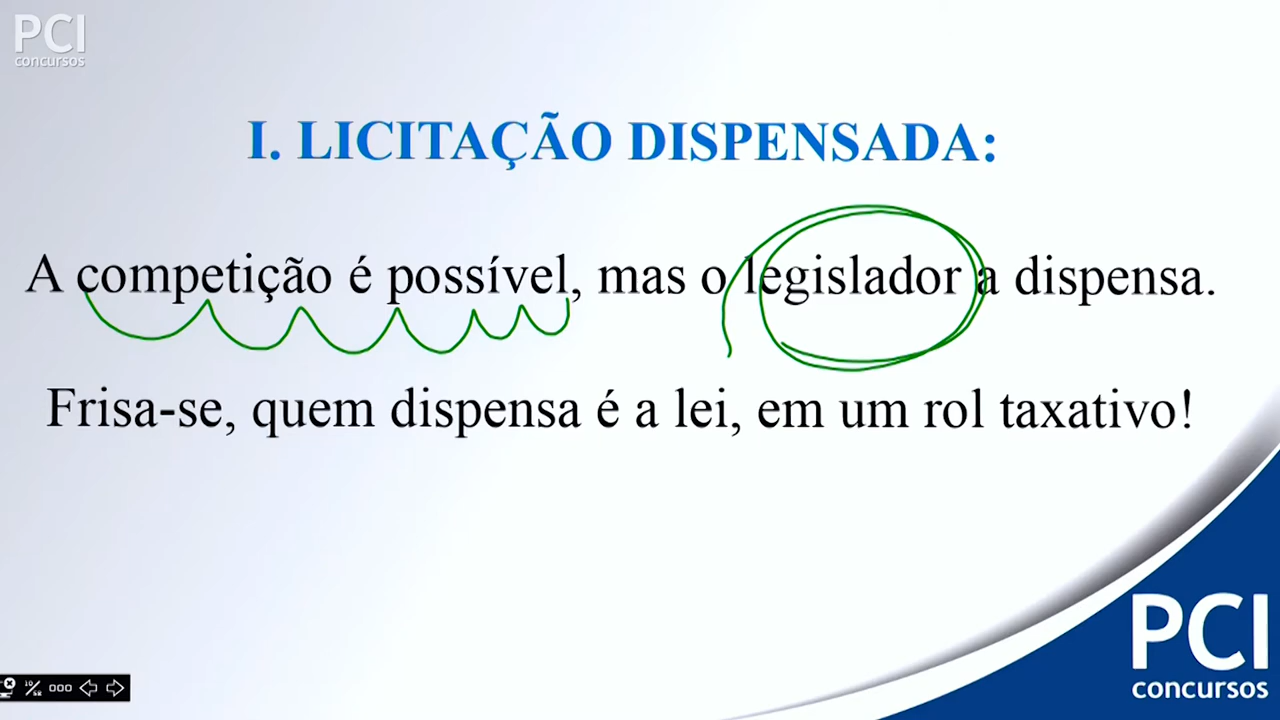 PCI
concursos
I. LICITAÇÃO DISPENSADA:
A competição é possível, mas o legislador a dispensa.
Frisa-se, quem dispensa é a lei, em um rol taxativo!
PCI
concursos